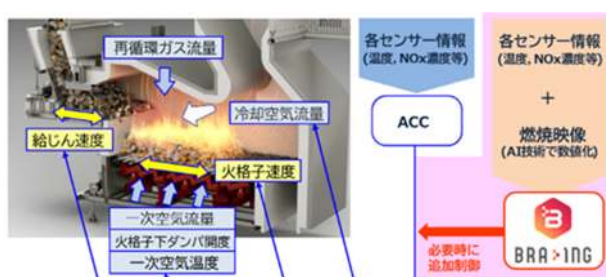 再循環ガス流量
冷却空気流量
給じん速度
火格子速度
一次空気流量
火格子下ダンパ開度
一次空気温度
各センサー情報
(温度, NOx濃度等)
ACC
各センサー情報
(温度, NOx濃度等)
+
燃焼映像
(AI技術で数値化)
BRA>ING
必要時に
追加制御